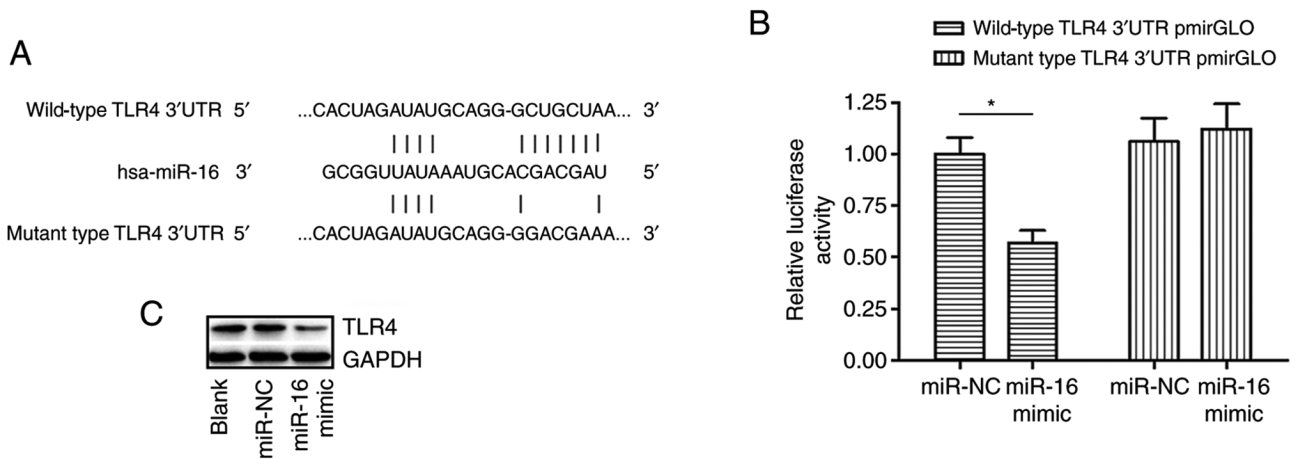 A
Wild-type TLR4 3′UTR 5′ ...CACUAGAUAUGCAGG-GCUGCUAA... 3′
hsa-miR-16 3′ GCGGUUAUAAAUGCACGACGAU 5′
Mutant type TLR4 3′UTR 5′ ...CACUAGAUAUGCAGG-GGACGAAA... 3′
B
Wild-type TLR4 3′UTR pmirGLO
Mutant type TLR4 3′UTR pmirGLO
Relative luciferase
activity
1.25
1.00
0.75
0.50
0.25
0.00
*
miR-NC miR-16 miR-NC miR-16
mimic mimic
C
TLR4
GAPDH
Blank
miR-NC
miR-16
mimic